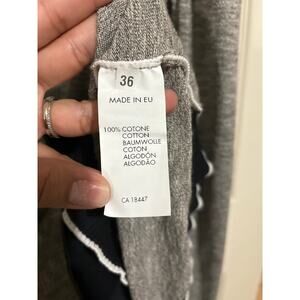 36
MADE IN EU
100% COTONE
COTTON
BAUMWOLLE
COTON
ALGODÓN
ALGODÃO
CA 18447